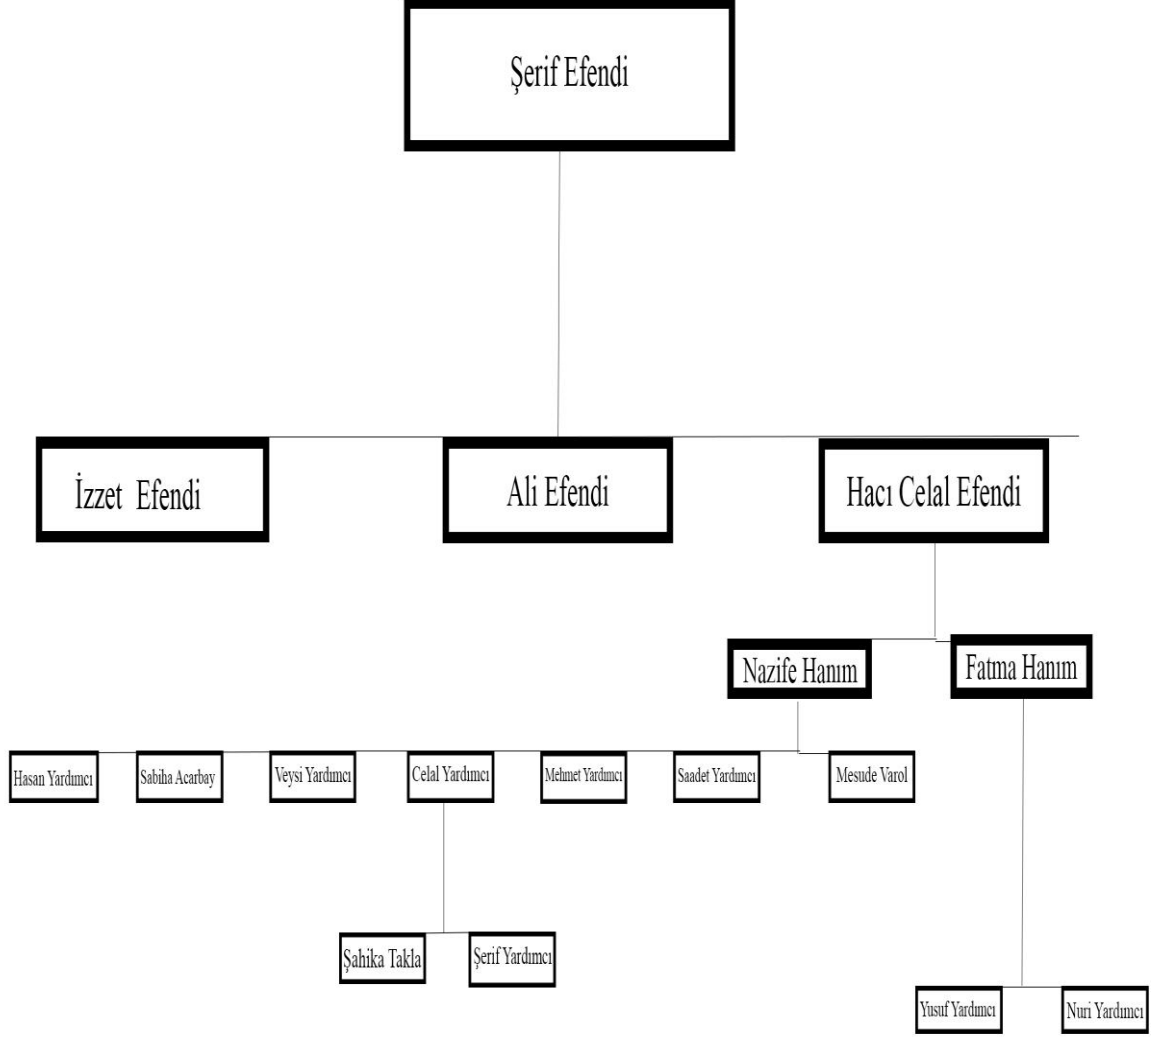 Şerif Efendi
İzzet Efendi
Ali Efendi
Hacı Celal Efendi
Nazife Hanım
Fatma Hanım
Hasan Yardımcı
Sabiha Acarbay
Veysi Yardımcı
Celal Yardımcı
Mehmet Yardımcı
Saadet Yardımcı
Mesude Varol
Şahika Takla
Şerif Yardımcı
Yusuf Yardımcı
Nuri Yardımcı